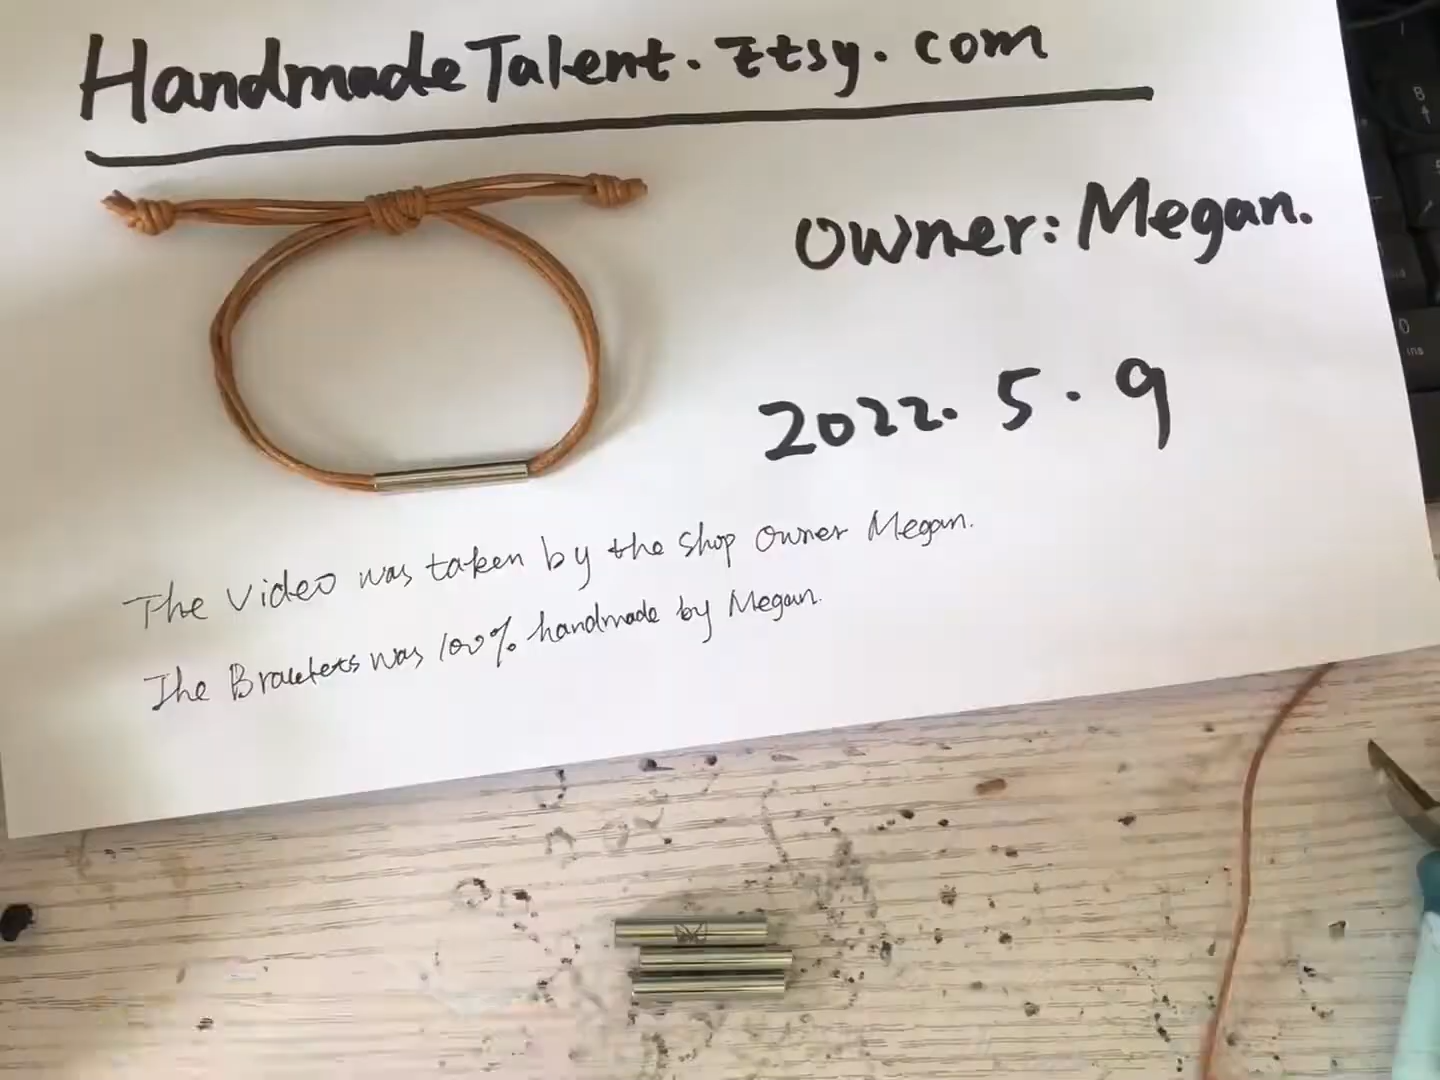 HandmadeTalent.Etsy.com
Owner: Megan.
2022.5.9
The Video was taken by the shop owner Megan.
The Bracelets was 100% handmade by Megan.